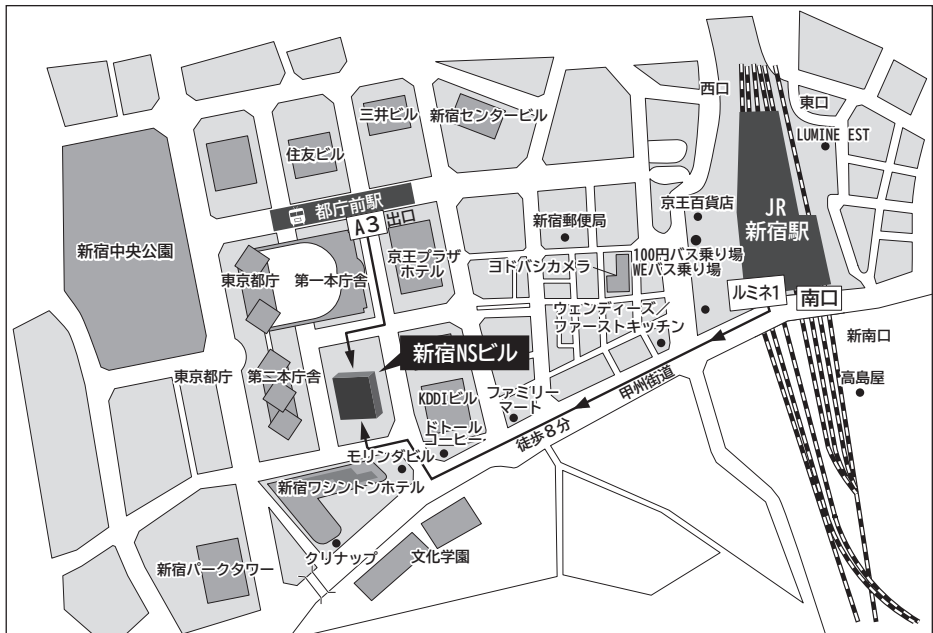 西口
東口
三井ビル
新宿センタービル
LUMINE EST
住友ビル
都庁前駅
A3
出口
新宿郵便局
京王百貨店
JR
新宿駅
新宿中央公園
京王プラザ
ホテル
100円バス乗り場
WEバス乗り場
ヨドバシカメラ
東京都庁
第一本庁舎
ルミネ1
南口
ウェンディーズ
ファーストキッチン
新南口
新宿NSビル
東京都庁
第二本庁舎
高島屋
KDDIビル
ファミリー
マート
甲州街道
ドトール
コーヒー
徒歩8分
モリンダビル
新宿ワシントンホテル
クリナップ
文化学園
新宿パークタワー